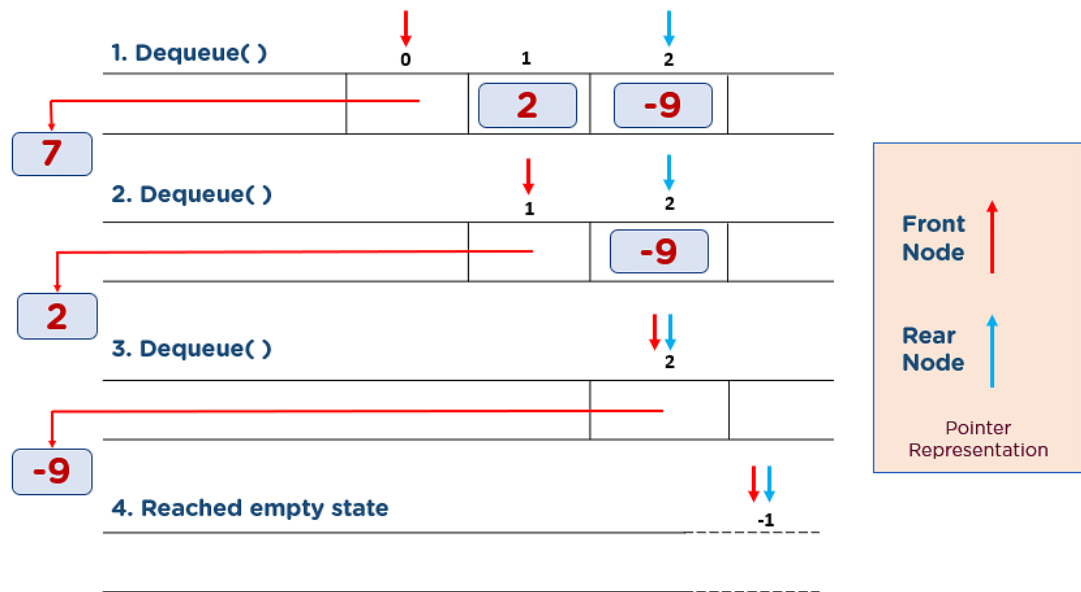 1. Dequeue( )
0
1
2
2
-9
7
2. Dequeue( )
1
2
-9
2
3. Dequeue( )
2
-9
4. Reached empty state
-1
Front
Node
Rear
Node
Pointer
Representation